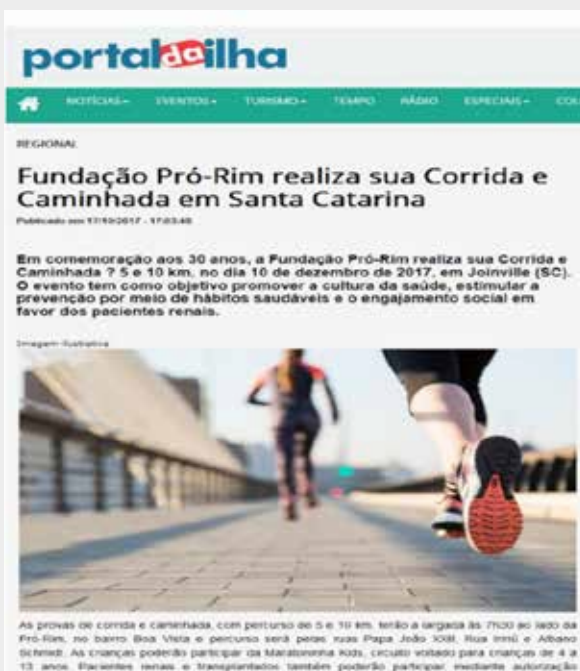 portaldailha
NOTÍCIAS EVENTOS TURISMO TEMPO RÁDIO ESPECIAIS COL
REGIONAL
Fundação Pró-Rim realiza sua Corrida e
Caminhada em Santa Catarina
Publicado em 17/10/2017 -
Em comemoração aos 30 anos, a Fundação Pró-Rim realiza sua Corrida e
Caminhada ? 5 e 10 km, no dia 10 de dezembro de 2017, em Joinville (SC).
O evento tem como objetivo promover a cultura da saúde, estimular a
prevenção por meio de hábitos saudáveis e o engajamento social em
favor dos pacientes renais.
Imagem ilustrativa
As provas de corrida e caminhada, com percurso de 5 e 10 km, terão a largada às 7h30 ao lado da
Pró-Rim, no bairro Boa Vista e percurso será pelas ruas Papa João XXIII, Rua Iririú e Albano
Schmidt. As crianças poderão participar da Maratoninha Kids, circuito voltado para crianças de 4 a
13 anos. Pacientes renais e transplantados também poderão participar mediante autorização